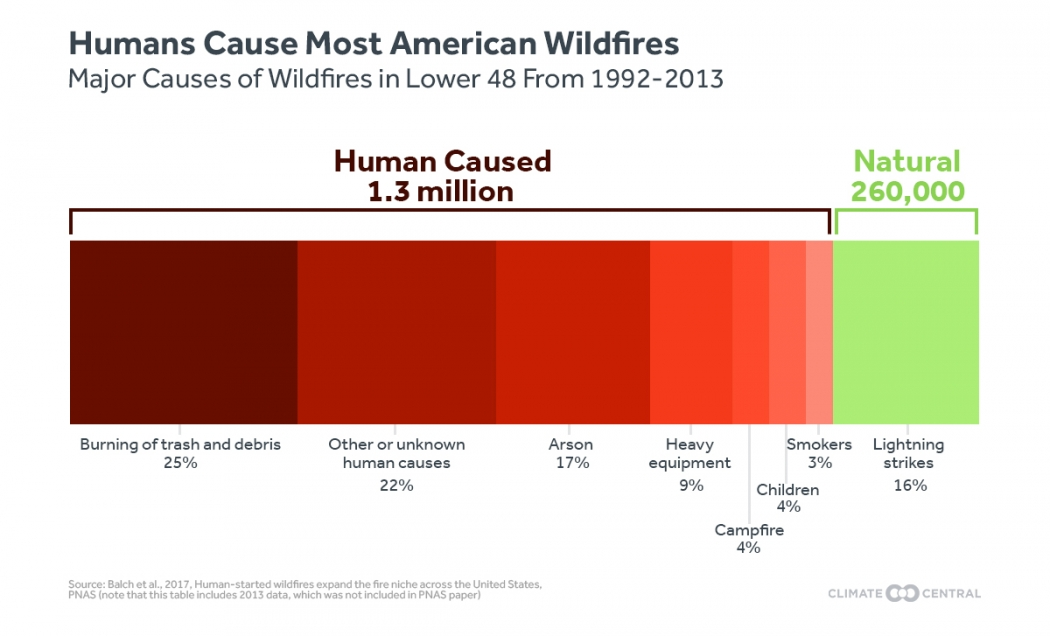 Humans Cause Most American Wildfires
Major Causes of Wildfires in Lower 48 From 1992-2013
Human Caused
1.3 million
Natural
260,000
Burning of trash and debris
25%
Other or unknown
human causes
22%
Arson
17%
Heavy
equipment
9%
Campfire
4%
Children
4%
Smokers
3%
Lightning
strikes
16%
Source: Balch et al., 2017, Human-started wildfires expand the fire niche across the United States,
PNAS (note that this table includes 2013 data, which was not included in PNAS paper)
CLIMATE CENTRAL